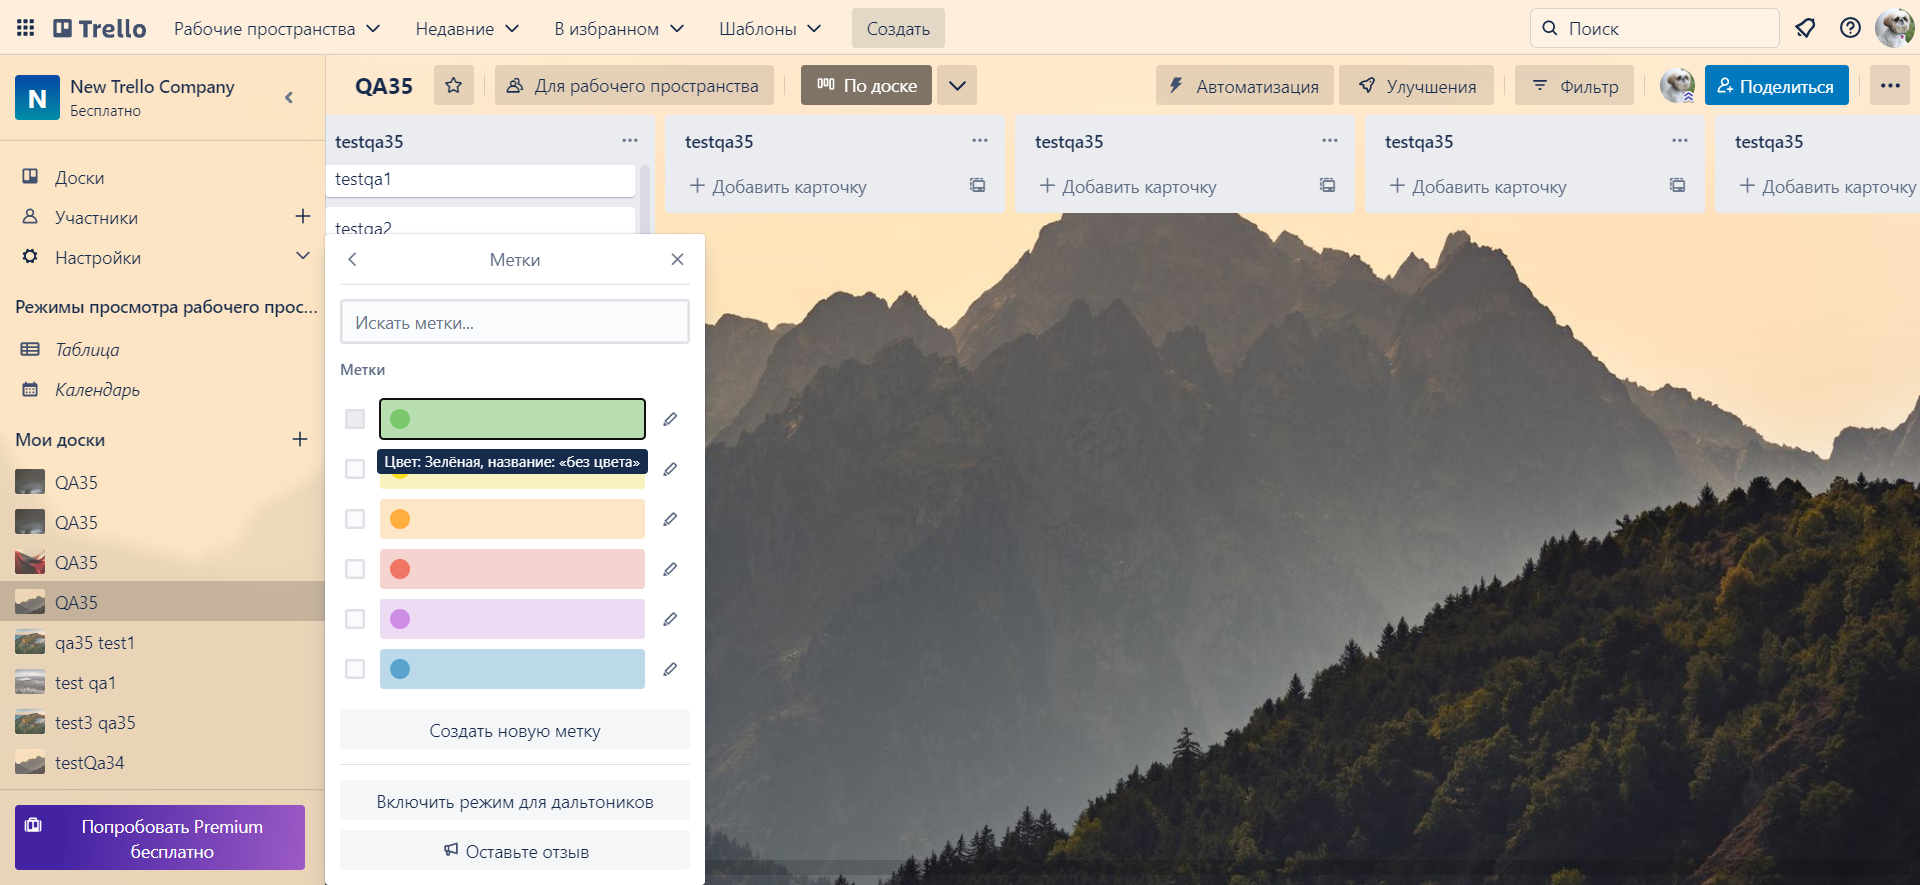 Trello
Рабочие пространства
Недавние
В избранном
Шаблоны
Создать
Поиск
N
New Trello Company
Бесплатно
QA35
Для рабочего пространства
По доске
Автоматизация
Улучшения
Фильтр
Поделиться
Доски
Участники
Настройки
Режимы просмотра рабочего прос...
Таблица
Календарь
Мои доски
QA35
QA35
QA35
QA35
qa35 test1
test qa1
test3 qa35
testQa34
Попробовать Premium
бесплатно
testqa35
testqa1
testqa2
testqa35
Добавить карточку
testqa35
Добавить карточку
testqa35
Добавить карточку
testqa35
Добавить карточку
Метки
Искать метки...
Метки
Цвет: Зелёная, название: «без цвета»
Создать новую метку
Включить режим для дальтоников
Оставьте отзыв